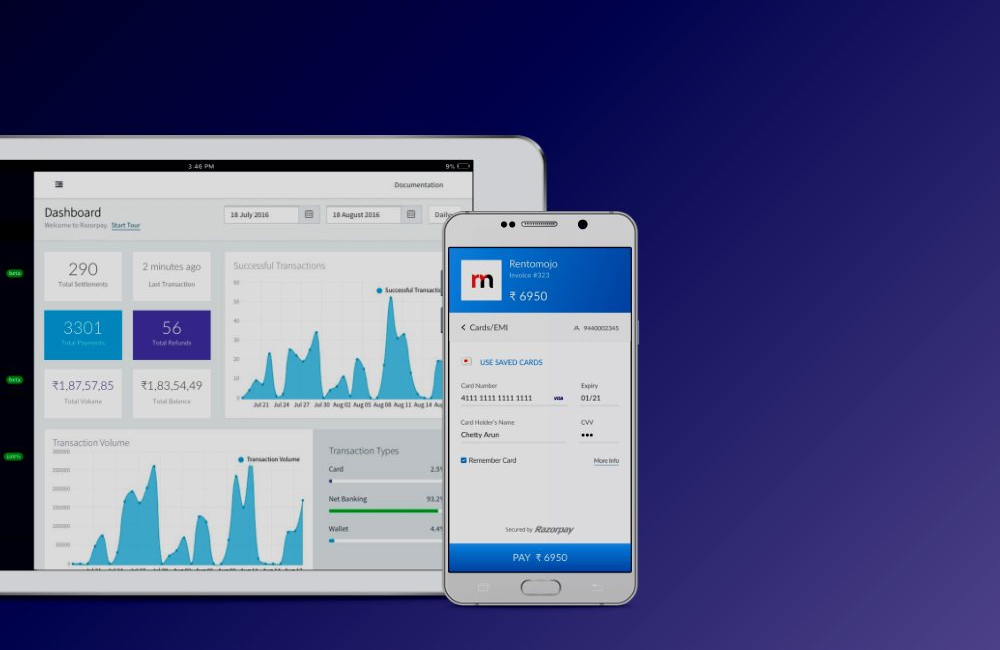 3:46 PM
9%
Documentation
Dashboard
Welcome to Razorpay. Start Tour
18 July 2016
18 August 2016
Daily
beta
290
Total Settlements
2 minutes ago
Last Transaction
3301
Total Payments
56
Total Refunds
₹1,87,57,85
Total Volume
₹1,83,54,49
Total Balance
Successful Transactions
Successful Transactio
60
50
40
30
20
10
0
Jul 21 Jul 24 Jul 27 Jul 30 Aug 02 Aug 05 Aug 08 Aug 11 Aug 14 Aug
beta
Transaction Volume
Transaction Volume
300000
250000
200000
150000
100000
50000
0
Transaction Types
Card 2.5%
Net Banking 93.2%
Wallet 4.4%
rm
Rentomojo
Invoice #323
₹ 6950
Cards/EMI
9440002345
USE SAVED CARDS
Card Number
Expiry
4111 1111 1111 1111 VISA
01/21
Card Holder's Name
CVV
Chetty Arun
Remember Card
More Info
Secured by Razorpay
PAY ₹ 6950